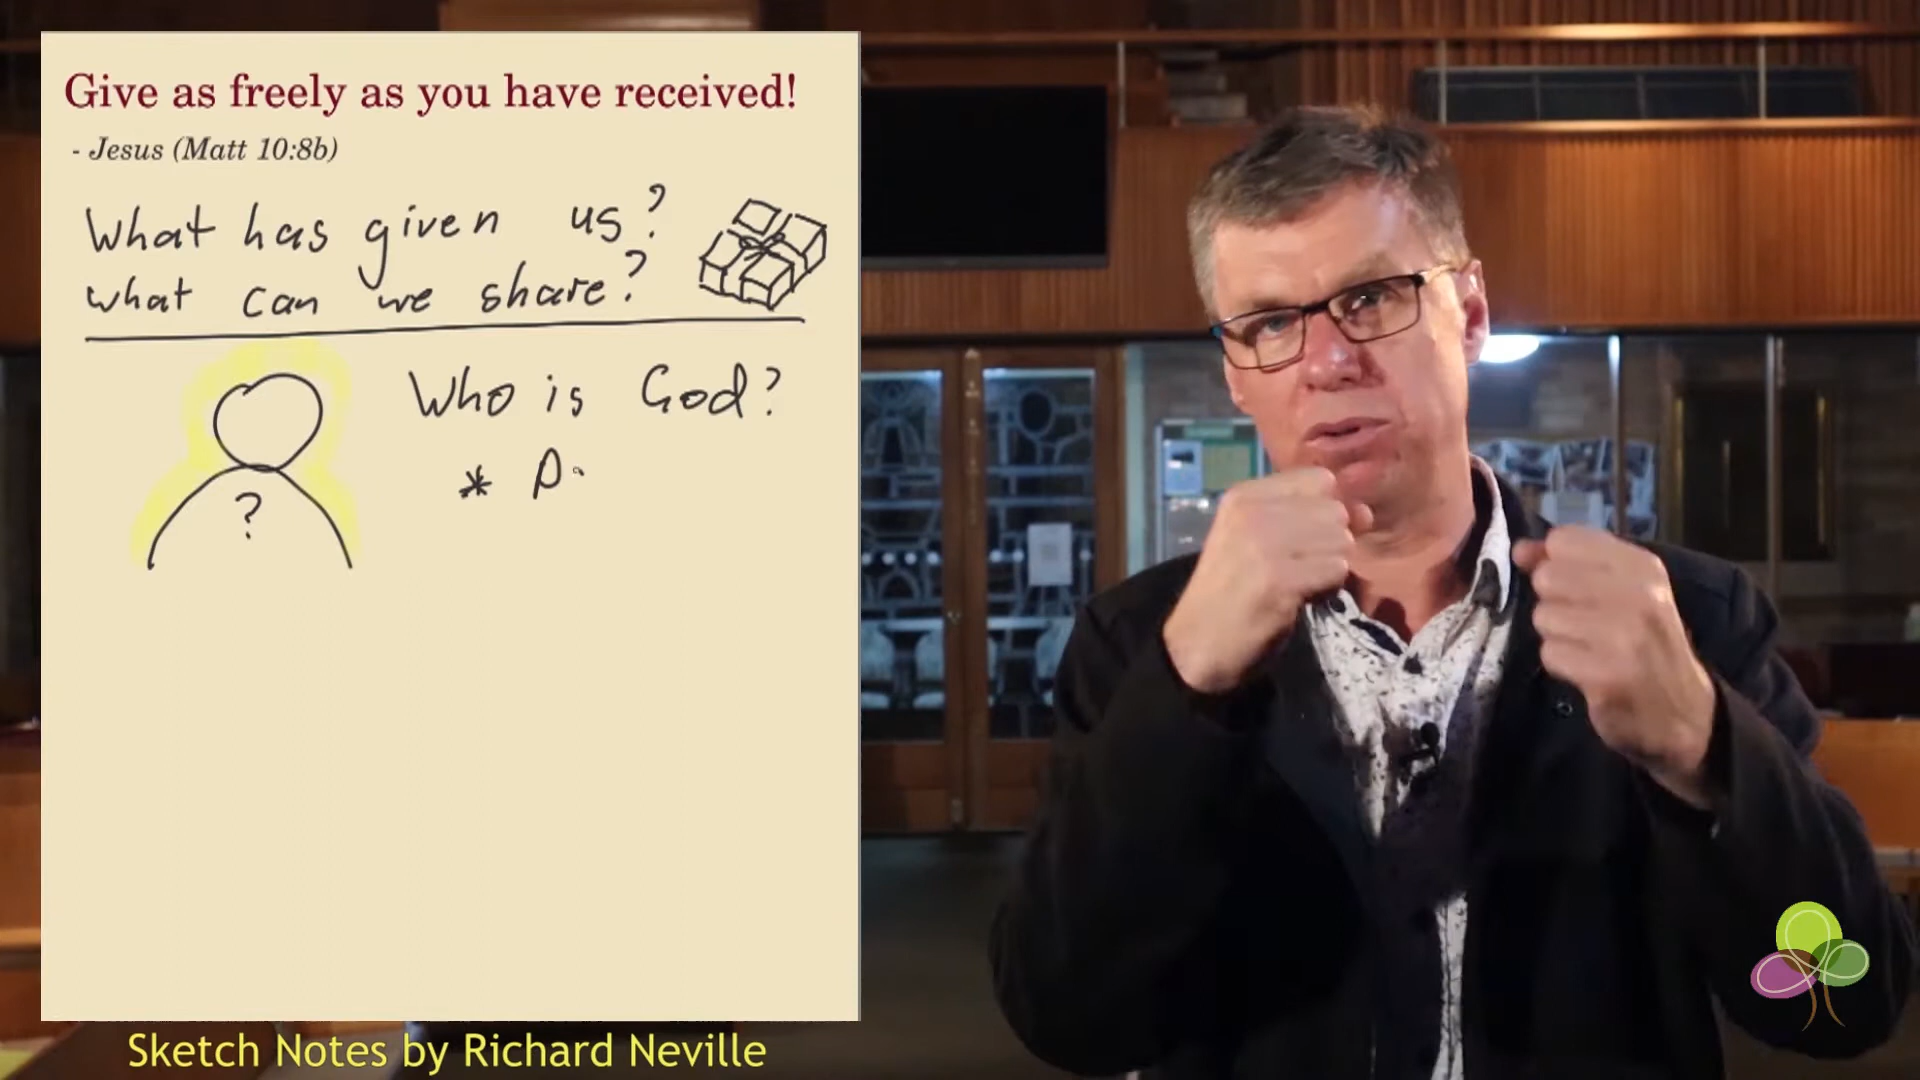 Give as freely as you have received!
- Jesus (Matt 10:8b)
What has given us?
what can we share?
Who is God?
?
*
Sketch Notes by Richard Neville